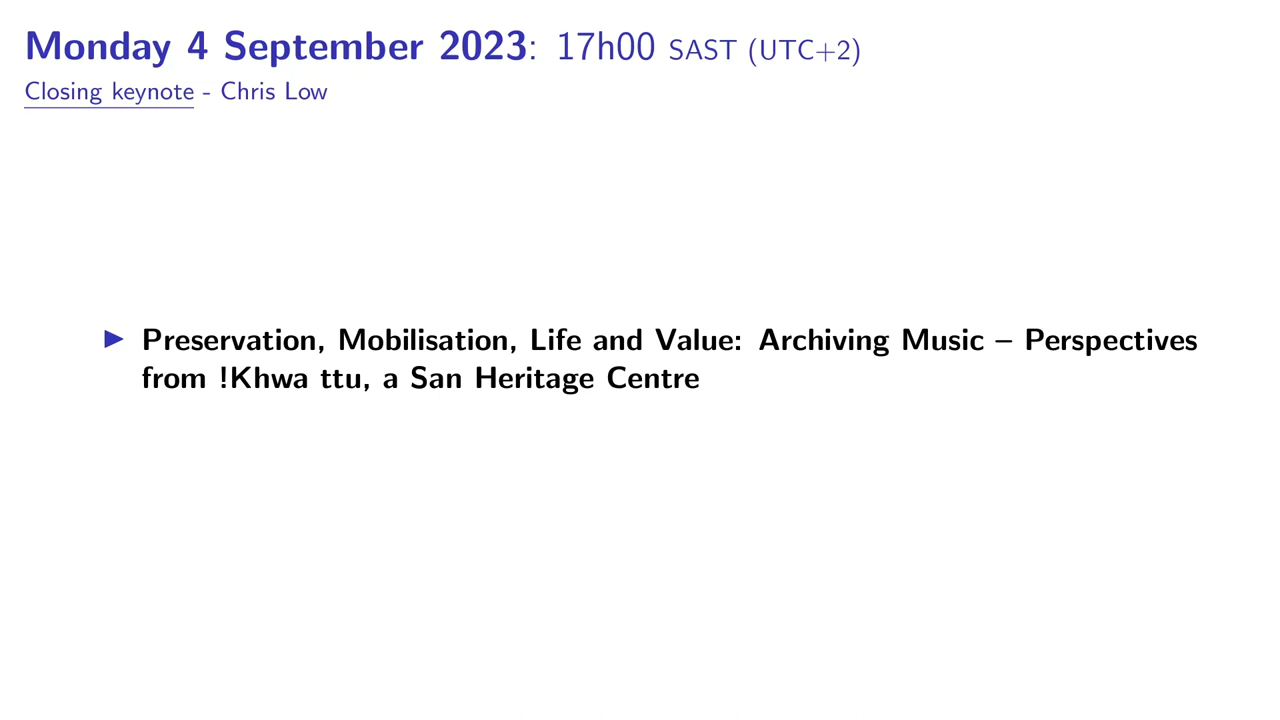 Monday 4 September 2023: 17h00 SAST (UTC+2)
Closing keynote - Chris Low
▶ Preservation, Mobilisation, Life and Value: Archiving Music – Perspectives
from !Khwa ttu, a San Heritage Centre